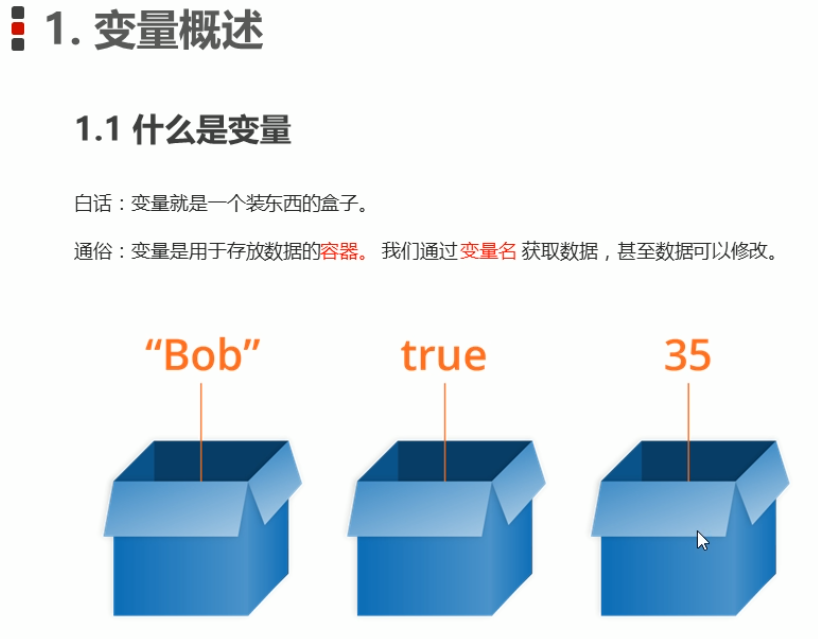 1. 变量概述
1.1 什么是变量
白话：变量就是一个装东西的盒子。
通俗：变量是用于存放数据的容器。 我们通过变量名 获取数据，甚至数据可以修改。
“Bob” true 35